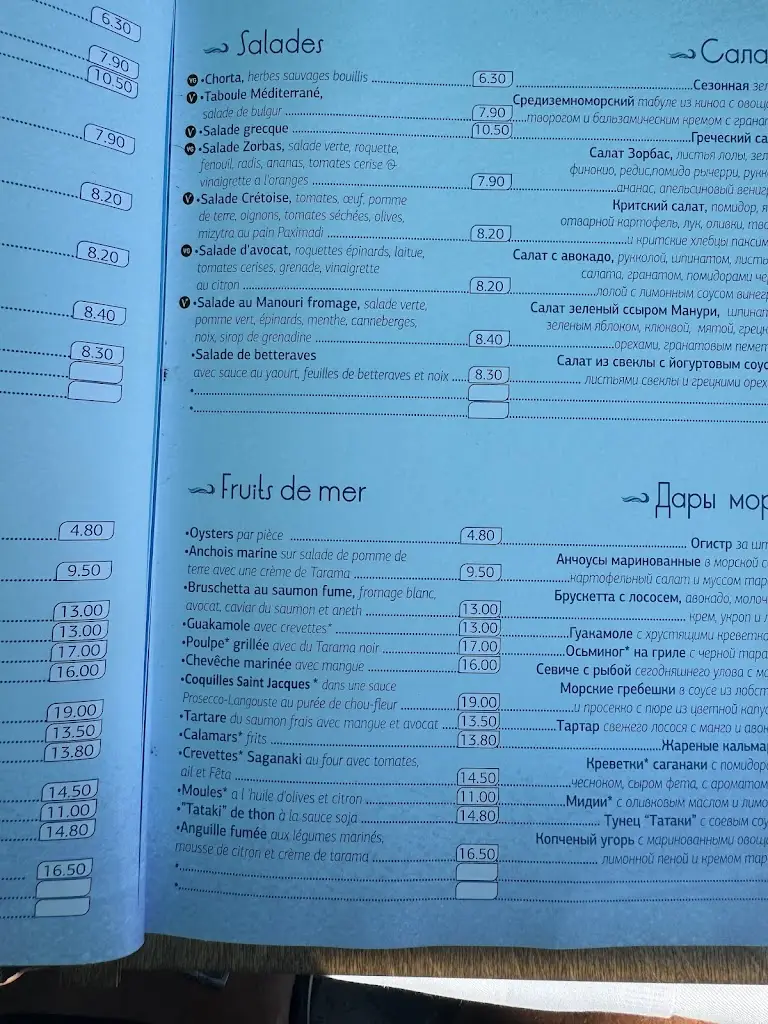 6.30
7.90
10.50
7.90
8.20
8.20
8.40
8.30
4.80
9.50
13.00
13.00
17.00
16.00
19.00
13.50
13.80
14.50
11.00
14.80
16.50
Salades
VG •Chorta, herbes sauvages bouillis 6.30
V •Taboule Méditerrané,
salade de bulgur 7.90
V •Salade grecque 10.50
VG •Salade Zorbas, salade verte, roquette,
fenouil, radis, ananas, tomates cerise &
vinaigrette a l'oranges 7.90
V •Salade Crétoise, tomates, œuf, pomme
de terre, oignons, tomates séchées, olives,
mizytra au pain Paximadi 8.20
VG •Salade d'avocat, roquettes épinards, laitue,
tomates cerises, grenade, vinaigrette
au citron 8.20
V •Salade au Manouri fromage, salade verte,
pomme vert, épinards, menthe, canneberges,
noix, sirop de grenadine 8.40
•Salade de betteraves
avec sauce au yaourt, feuilles de betteraves et noix 8.30
Fruits de mer
•Oysters par pièce 4.80
•Anchois marine sur salade de pomme de
terre avec une crème de Tarama 9.50
•Bruschetta au saumon fume, fromage blanc,
avocat, caviar du saumon et aneth 13.00
•Guakamole avec crevettes* 13.00
•Poulpe* grillée avec du Tarama noir 17.00
•Chevêche marinée avec mangue 16.00
•Coquilles Saint Jacques * dans une sauce
Prosecco-Langouste au purée de chou-fleur 19.00
•Tartare du saumon frais avec mangue et avocat 13.50
•Calamars* frits 13.80
•Crevettes* Saganaki au four avec tomates,
ail et Fêta 14.50
•Moules* a l 'huile d'olives et citron 11.00
•"Tataki" de thon à la sauce soja 14.80
•Anguille fumée aux légumes marinés,
mousse de citron et crème de tarama 16.50
Сезонная
Средиземноморский табуле из киноа с
творогом и бальзамическим кремом с
Греческий
Салат Зорбас, листья лолы,
финокио, редис,помидо рычерри,
ананас, апельсиновый
Критский салат, помидор,
отварной картофель, лук, оливки,
и критские хлебцы
Салат с авокадо, рукколой, шпинатом,
салата, гранатом, помидорами
лолой с лимонным соусом
Салат зеленый ссыром Манури,
зеленым яблоком, клюквой, мятой,
орехами, гранатовым
Салат из свеклы с йогуртовым
листьями свеклы и грецкими
Дары
Огистр за
Анчоусы маринованные в морской
картофельный салат и муссом
Брускетта с лососем, авокадо,
крем, укроп и
Гуакамоле с хрустящими
Осьминог* на гриле с черной
Севиче с рыбой сегодняшнего улова с
Морские гребешки в соусе из
и просекко с пюре из цветной
Тартар свежего лосося с манго и
Жареные
Креветки* саганаки с
чесноком, сыром фета, с
Мидии* с оливковым маслом и
Тунец "Татаки" с соевым
Копченый угорь с маринованными
лимонной пеной и кремом